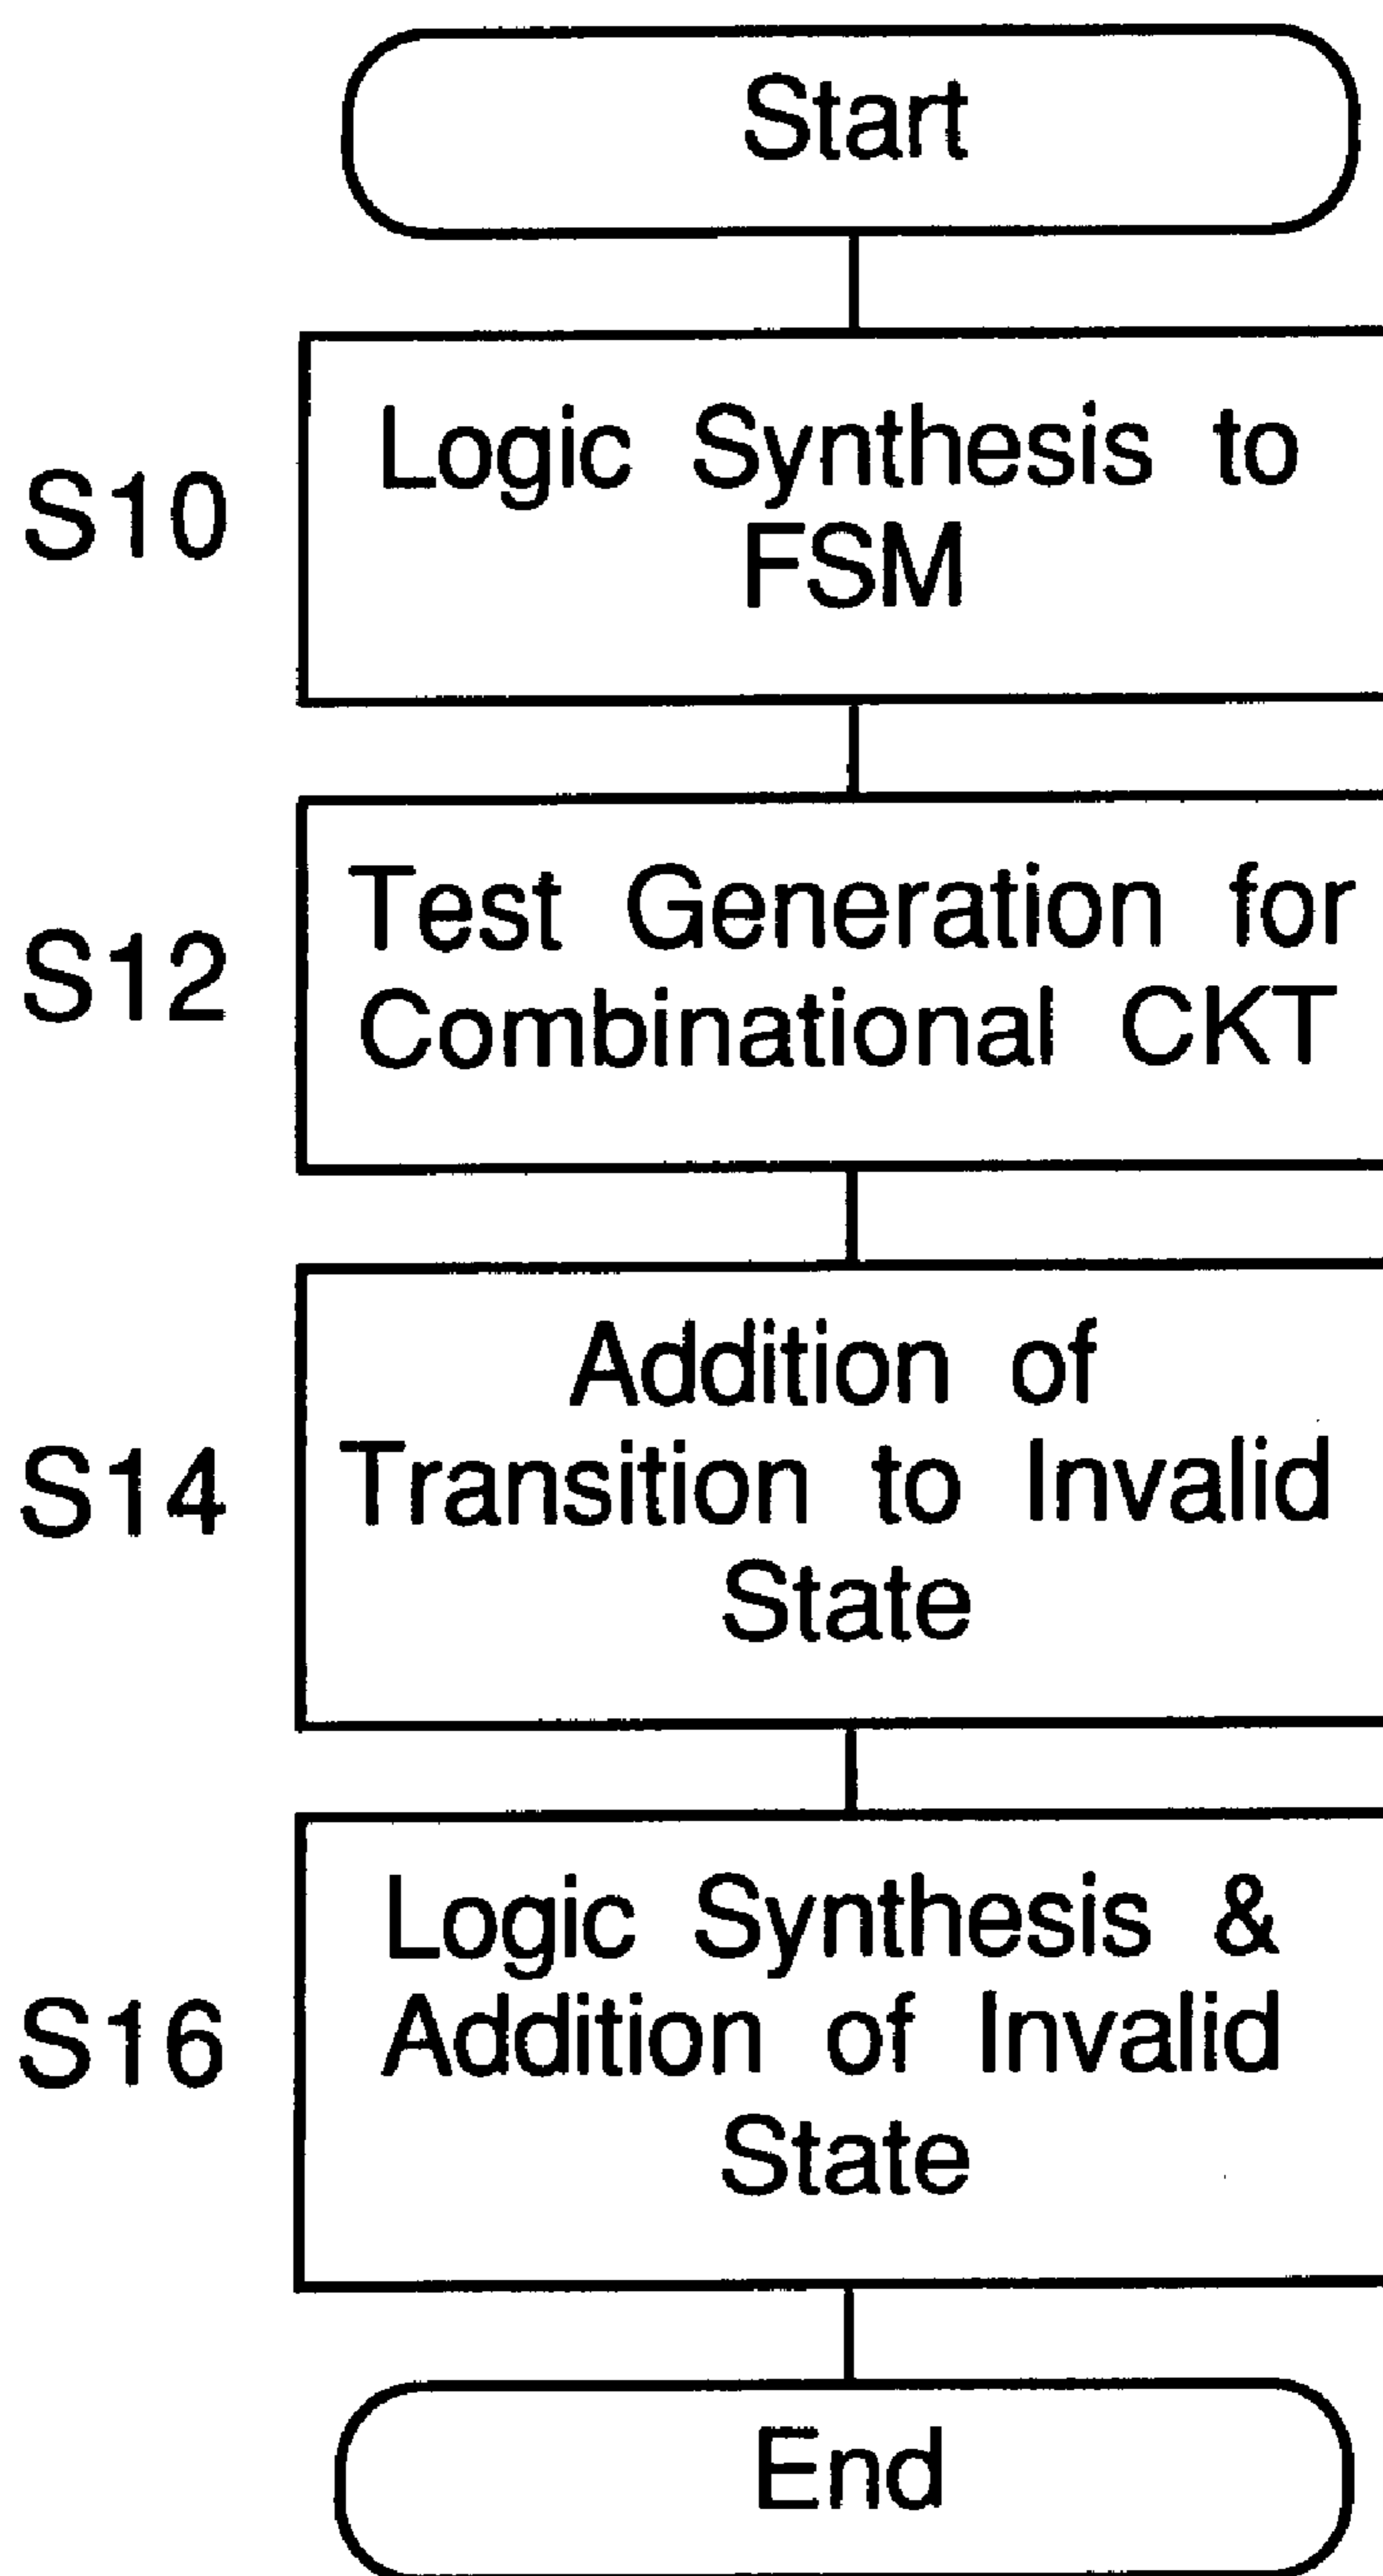 Start
S10
Logic Synthesis to
FSM
S12
Test Generation for
Combinational CKT
S14
Addition of
Transition to Invalid
State
S16
Logic Synthesis &
Addition of Invalid
State
End